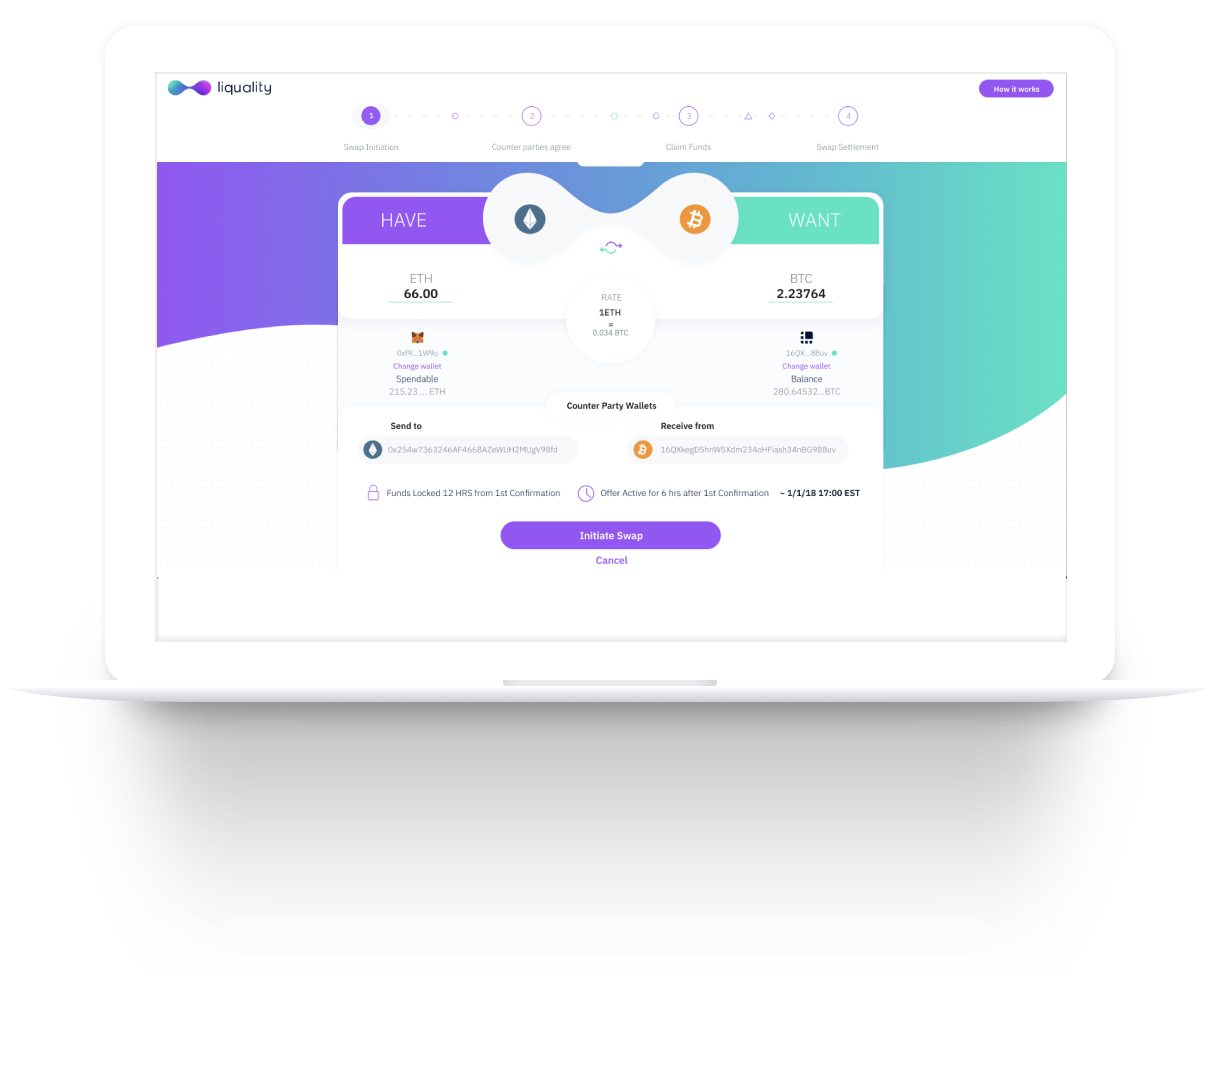 liquality
How it works
1
2
3
4
Swap Initiation
Counter parties agree
Claim Funds
Swap Settlement
HAVE
WANT
ETH
66.00
BTC
2.23764
RATE
1ETH
=
0.034 BTC
0xf9...1W9u
Change wallet
Spendable
215.23.... ETH
16QX...88uv
Change wallet
Balance
280.64532...BTC
Counter Party Wallets
Send to
Receive from
0x254w7363246AF4668AZeWUH2MUgV98fd
16QXkegD5hnW5Xdm234oHFiash34nBG988uv
Funds Locked 12 HRS from 1st Confirmation
Offer Active for 6 hrs after 1st Confirmation
~ 1/1/18 17:00 EST
Initiate Swap
Cancel